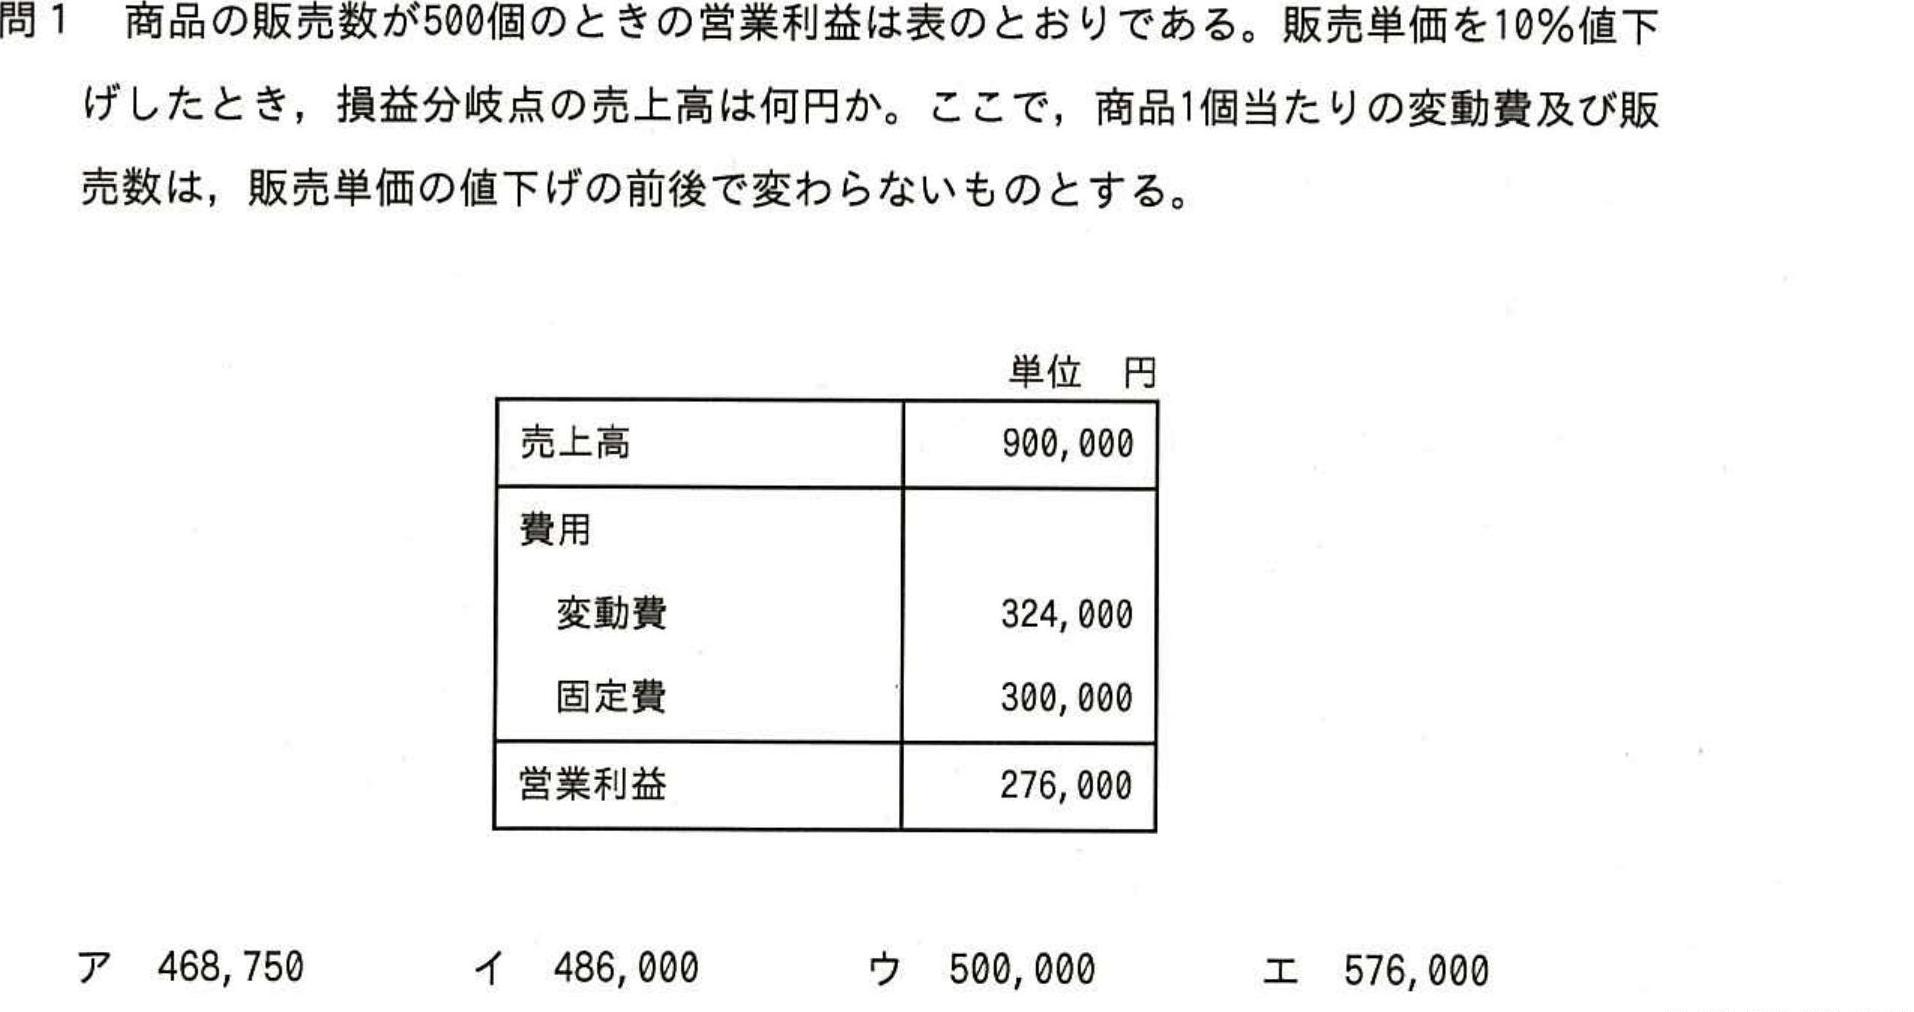 問1 商品の販売数が500個のときの営業利益は表のとおりである。販売単価を10%値下
げしたとき，損益分岐点の売上高は何円か。ここで，商品1個当たりの変動費及び販
売数は，販売単価の値下げの前後で変わらないものとする。
単位 円
売上高 900,000
費用
変動費 324,000
固定費 300,000
営業利益 276,000
ア 468,750 イ 486,000 ウ 500,000 エ 576,000